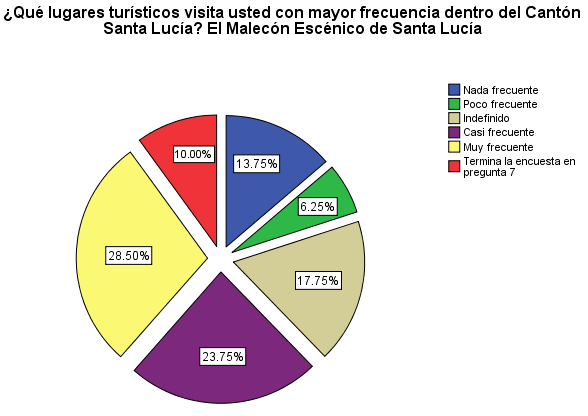 ¿Qué lugares turísticos visita usted con mayor frecuencia dentro del Cantón
Santa Lucía? El Malecón Escénico de Santa Lucía
Nada frecuente
Poco frecuente
Indefinido
Casi frecuente
Muy frecuente
Termina la encuesta en
pregunta 7
10.00%
13.75%
6.25%
28.50%
17.75%
23.75%